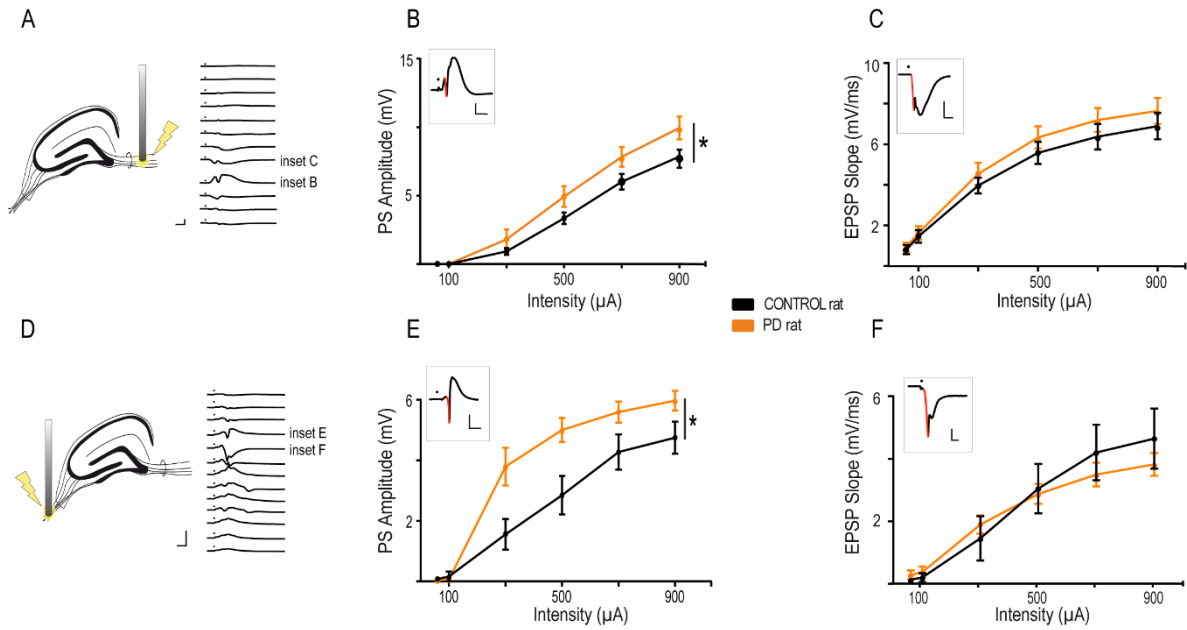 A
inset C
inset B
B
PS Amplitude (mV)
15
5
*
100 500 900
Intensity (µA)
C
EPSP Slope (mV/ms)
10
6
2
100 500 900
Intensity (µA)
CONTROL rat
PD rat
D
inset E
inset F
E
PS Amplitude (mV)
6
2
*
100 500 900
Intensity (µA)
F
EPSP Slope (mV/ms)
6
2
100 500 900
Intensity (µA)